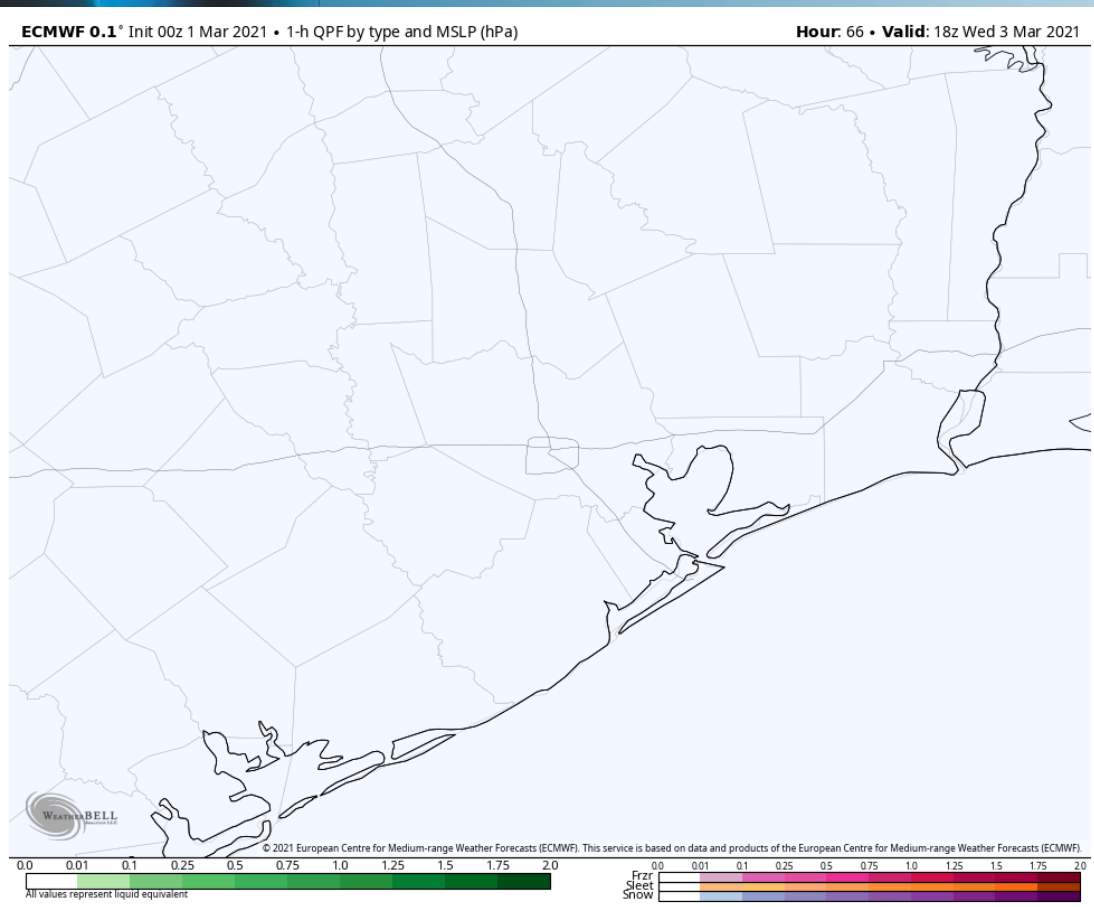 ECMWF 0.1° Init 00z 1 Mar 2021 • 1-h QPF by type and MSLP (hPa) Hour: 66 • Valid: 18z Wed 3 Mar 2021
WEATHERBELL
© 2021 European Centre for Medium-range Weather Forecasts (ECMWF). This service is based on data and products of the European Centre for Medium-range Weather Forecasts (ECMWF).
0.0 0.01 0.1 0.25 0.5 0.75 1.0 1.25 1.5 1.75 2.0
All values represent liquid equivalent
0.0 0.01 0.1 0.25 0.5 0.75 1.0 1.25 1.5 1.75 2.0
Frzr
Sleet
Snow